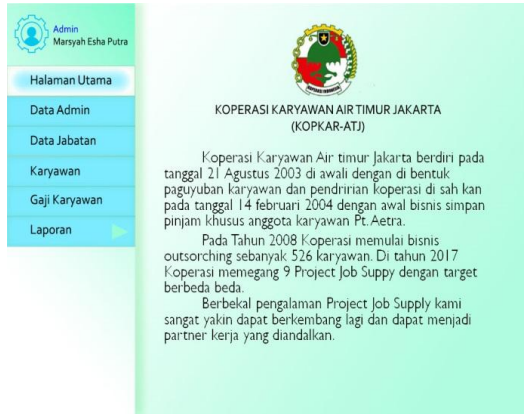 Admin
Marsyah Esha Putra
Halaman Utama
Data Admin
Data Jabatan
Karyawan
Gaji Karyawan
Laporan
KOPERASI INDONESIA
KOPERASI KARYAWAN AIR TIMUR JAKARTA
(KOPKAR-ATJ)
Koperasi Karyawan Air timur Jakarta berdiri pada
tanggal 21 Agustus 2003 di awali dengan di bentuk
paguyuban karyawan dan pendririan koperasi di sah kan
pada tanggal 14 februari 2004 dengan awal bisnis simpan
pinjam khusus anggota karyawan Pt. Aetra.
Pada Tahun 2008 Koperasi memulai bisnis
outsorching sebanyak 526 karyawan. Di tahun 2017
Koperasi memegang 9 Project Job Suppy dengan target
berbeda beda.
Berbekal pengalaman Project Job Supply kami
sangat yakin dapat berkembang lagi dan dapat menjadi
partner kerja yang diandalkan.